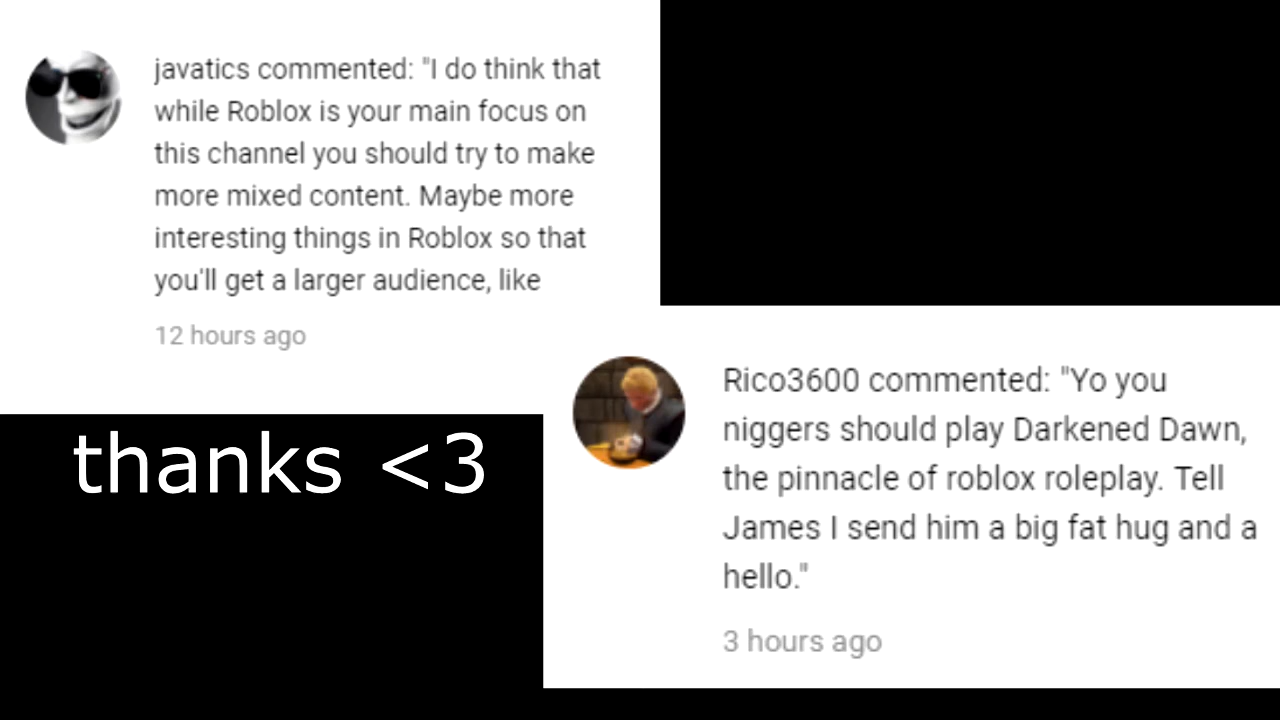 javatics commented: "I do think that
while Roblox is your main focus on
this channel you should try to make
more mixed content. Maybe more
interesting things in Roblox so that
you'll get a larger audience, like
12 hours ago
thanks <3
Rico3600 commented: "Yo you
niggers should play Darkened Dawn,
the pinnacle of roblox roleplay. Tell
James I send him a big fat hug and a
hello."
3 hours ago